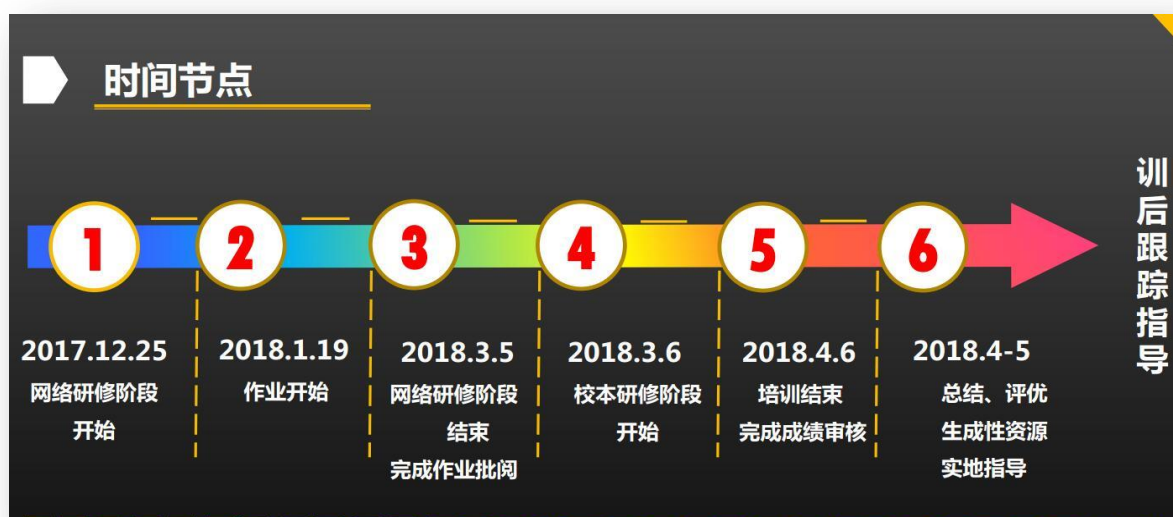 时间节点
1
2
3
4
5
6
2017.12.25
网络研修阶段
开始
2018.1.19
作业开始
2018.3.5
网络研修阶段
结束
完成作业批阅
2018.3.6
校本研修阶段
开始
2018.4.6
培训结束
完成成绩审核
2018.4-5
总结、评优
生成性资源
实地指导
训后跟踪指导